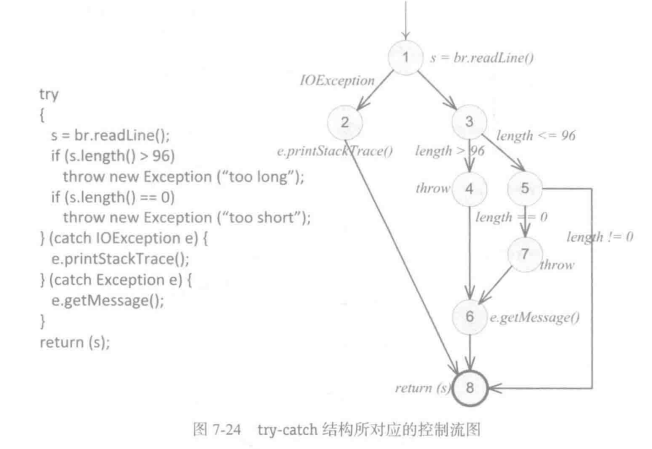 try
{
s = br.readLine();
if (s.length() > 96)
throw new Exception (“too long”);
if (s.length() == 0)
throw new Exception (“too short”);
} (catch IOException e) {
e.printStackTrace();
} (catch Exception e) {
e.getMessage();
}
return (s);
1 s = br.readLine()
IOException
2 3
length <= 96
e.printStackTrace() length > 96
throw 4 5
length == 0
length != 0
7
throw
6 e.getMessage()
return (s) 8
图 7-24 try-catch 结构所对应的控制流图